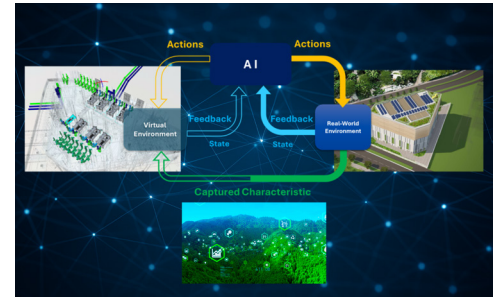 Actions
AI
Actions
Virtual
Environment
Feedback
State
Feedback
State
Real-World
Environment
Captured Characteristic